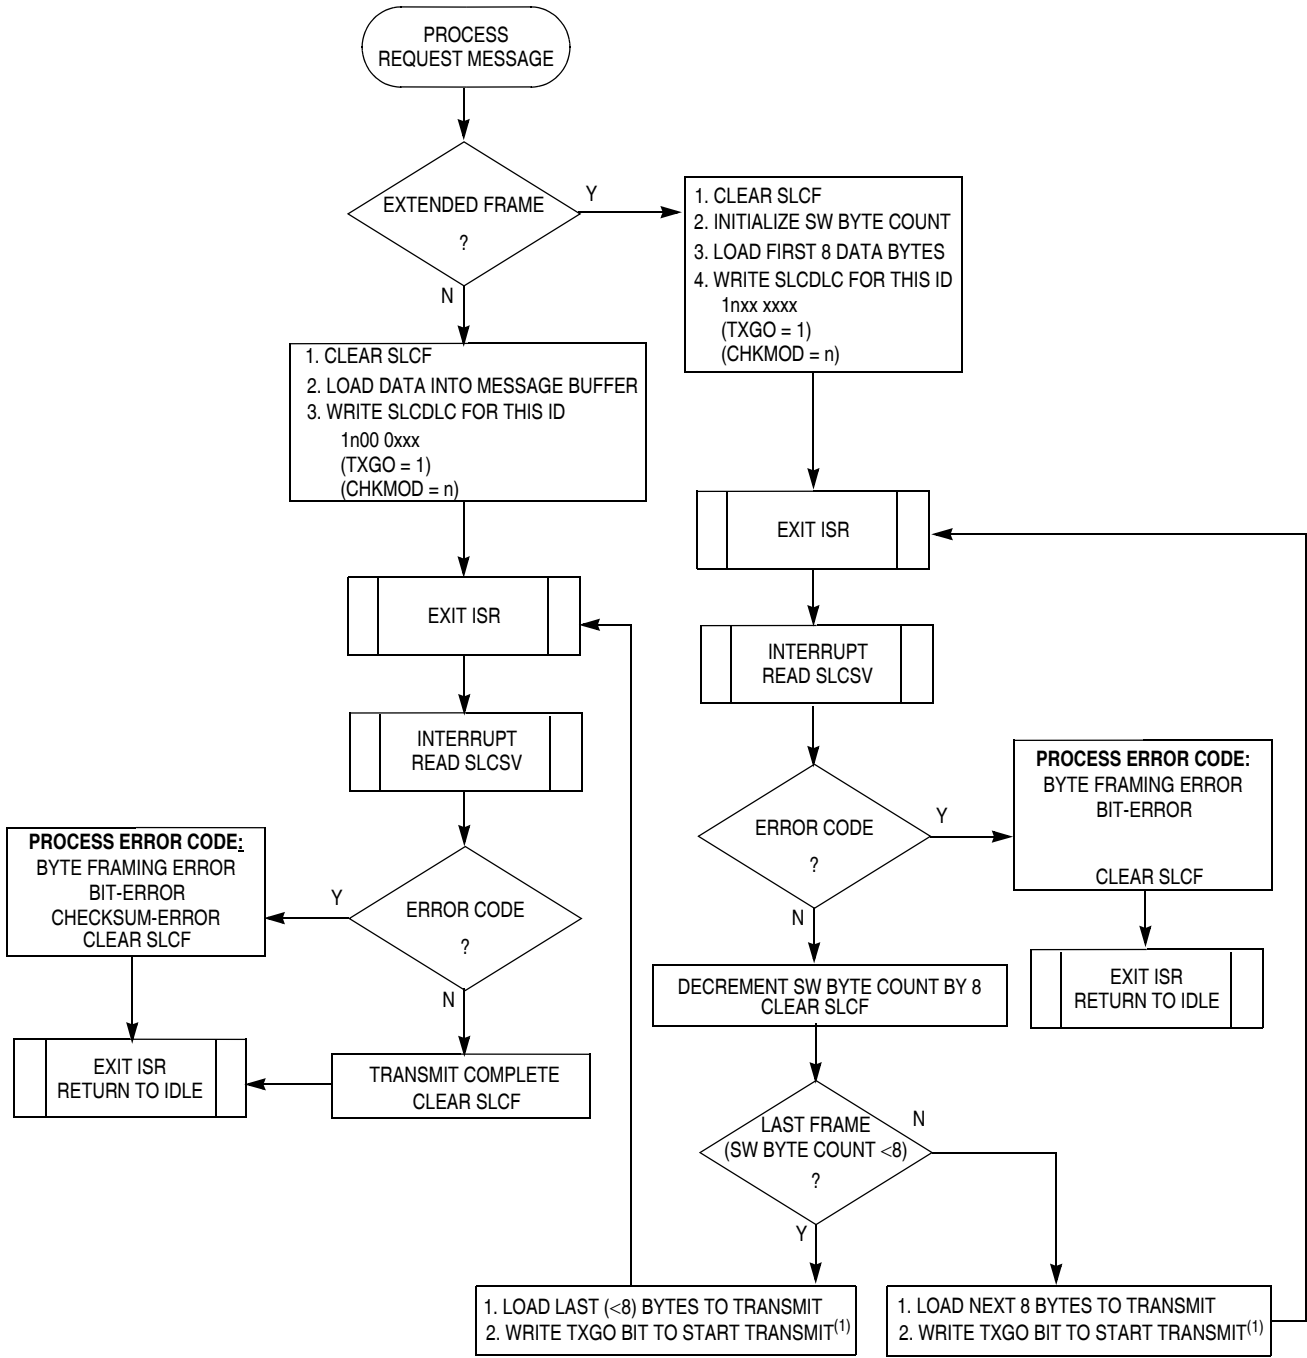 PROCESS
REQUEST MESSAGE
EXTENDED FRAME
?
Y
N
1. CLEAR SLCF
2. INITIALIZE SW BYTE COUNT
3. LOAD FIRST 8 DATA BYTES
4. WRITE SLCDLC FOR THIS ID
1nxx xxxx
(TXGO = 1)
(CHKMOD = n)
1. CLEAR SLCF
2. LOAD DATA INTO MESSAGE BUFFER
3. WRITE SLCDLC FOR THIS ID
1n00 0xxx
(TXGO = 1)
(CHKMOD = n)
EXIT ISR
INTERRUPT
READ SLCSV
ERROR CODE
?
Y
N
PROCESS ERROR CODE:
BYTE FRAMING ERROR
BIT-ERROR
CHECKSUM-ERROR
CLEAR SLCF
EXIT ISR
RETURN TO IDLE
TRANSMIT COMPLETE
CLEAR SLCF
EXIT ISR
INTERRUPT
READ SLCSV
ERROR CODE
?
Y
N
PROCESS ERROR CODE:
BYTE FRAMING ERROR
BIT-ERROR
CLEAR SLCF
EXIT ISR
RETURN TO IDLE
DECREMENT SW BYTE COUNT BY 8
CLEAR SLCF
LAST FRAME
(SW BYTE COUNT <8)
?
N
Y
1. LOAD LAST (<8) BYTES TO TRANSMIT
2. WRITE TXGO BIT TO START TRANSMIT(1)
1. LOAD NEXT 8 BYTES TO TRANSMIT
2. WRITE TXGO BIT TO START TRANSMIT(1)